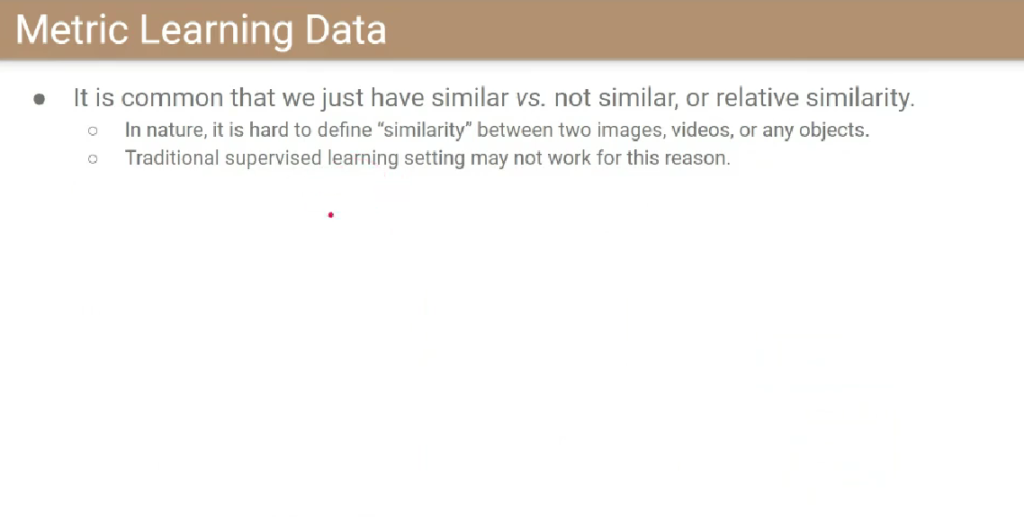 Metric Learning Data
● It is common that we just have similar vs. not similar, or relative similarity.
○ In nature, it is hard to define “similarity” between two images, videos, or any objects.
○ Traditional supervised learning setting may not work for this reason.